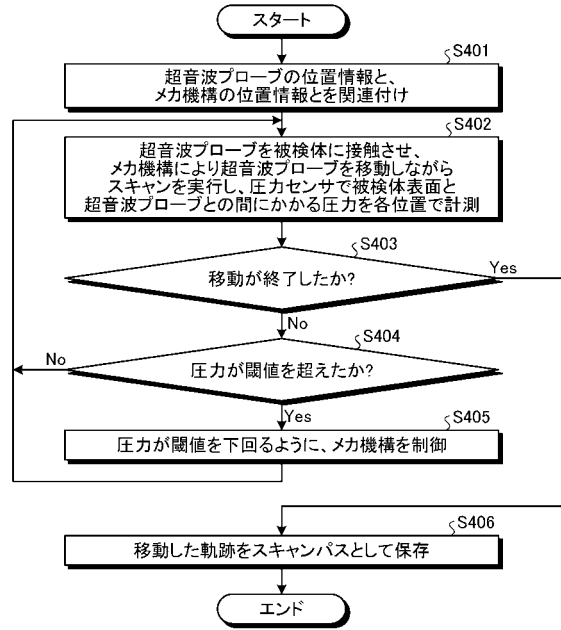 スタート
S401
超音波プローブの位置情報と、
メカ機構の位置情報とを関連付け
S402
超音波プローブを被検体に接触させ、
メカ機構により超音波プローブを移動しながら
スキャンを実行し、圧力センサで被検体表面と
超音波プローブとの間にかかる圧力を各位置で計測
S403
移動が終了したか?
Yes
No
S404
圧力が閾値を超えたか?
No
Yes
S405
圧力が閾値を下回るように、メカ機構を制御
S406
移動した軌跡をスキャンパスとして保存
エンド